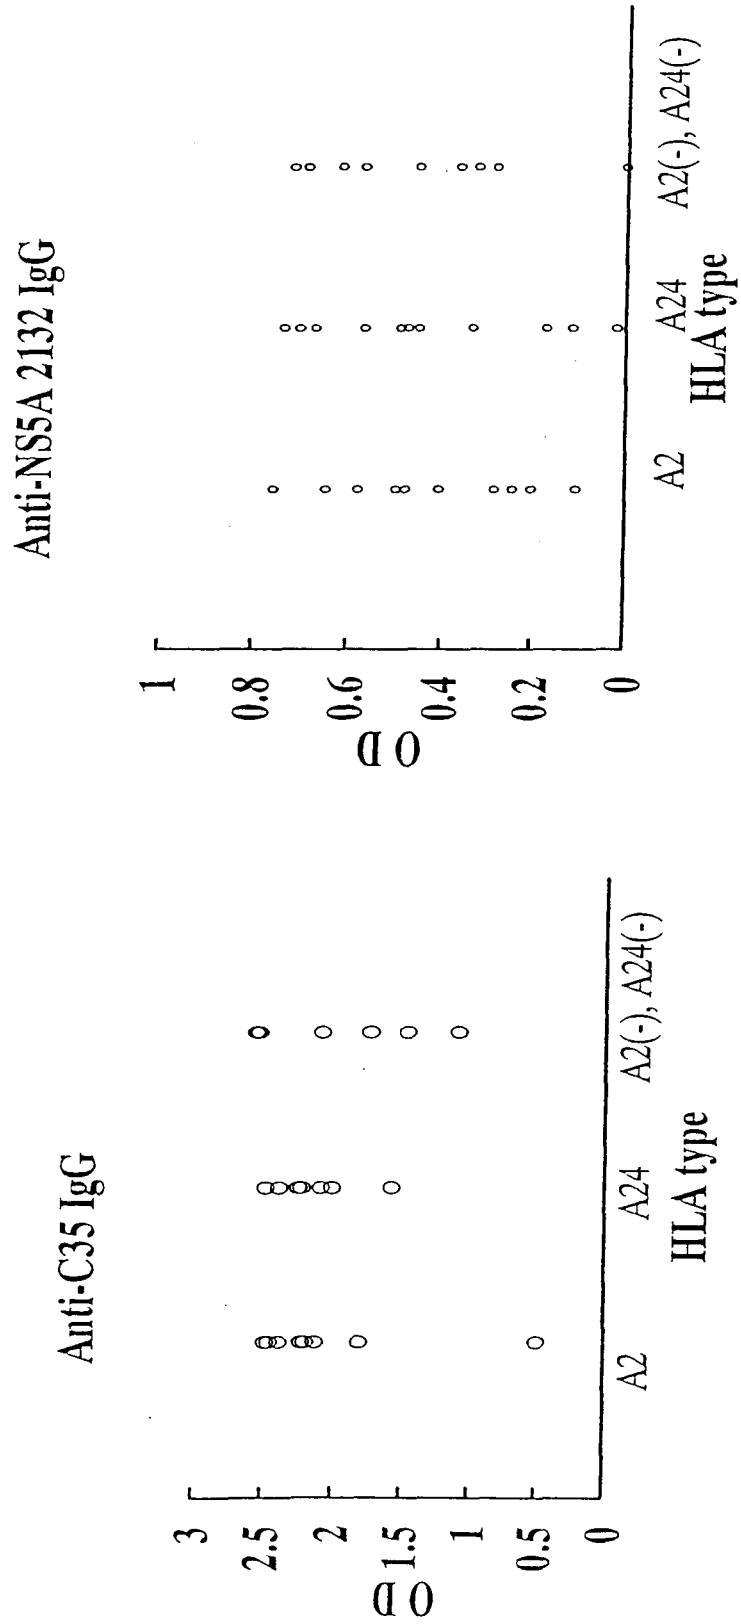 Anti-C35 IgG
O D
3
2.5
2
1.5
1
0.5
0
A2
A24
A2(-), A24(-)
HLA type
Anti-NS5A 2132 IgG
O D
1
0.8
0.6
0.4
0.2
0
A2
A24
A2(-), A24(-)
HLA type